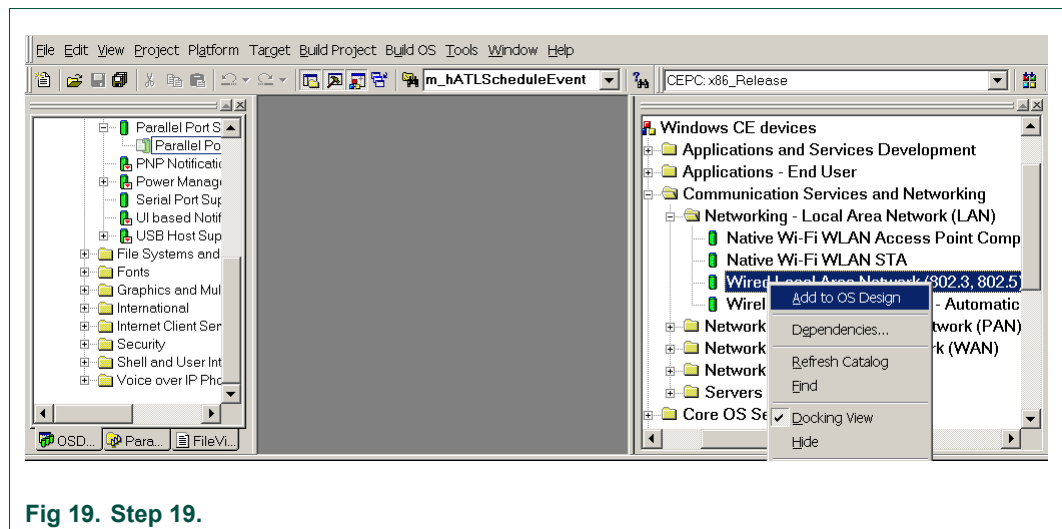 File Edit View Project Platform Target Build Project Build OS Tools Window Help
m_hATLScheduleEvent
CEPC: x86_Release
Parallel Port S
Parallel Po
PNP Notificatic
Power Manag
Serial Port Sup
UI based Notif
USB Host Sup
File Systems and
Fonts
Graphics and Mul
International
Internet Client Ser
Security
Shell and User Int
Voice over IP Pho
OSD... Para... FileVi...
Windows CE devices
Applications and Services Development
Applications - End User
Communication Services and Networking
Networking - Local Area Network (LAN)
Native Wi-Fi WLAN Access Point Comp
Native Wi-Fi WLAN STA
Wired Local Area Network (802.3, 802.5)
Wirel - Automatic
Network twork (PAN)
Network rk (WAN)
Network
Servers
Core OS Se
Add to OS Design
Dependencies...
Refresh Catalog
Find
Docking View
Hide
Fig 19. Step 19.